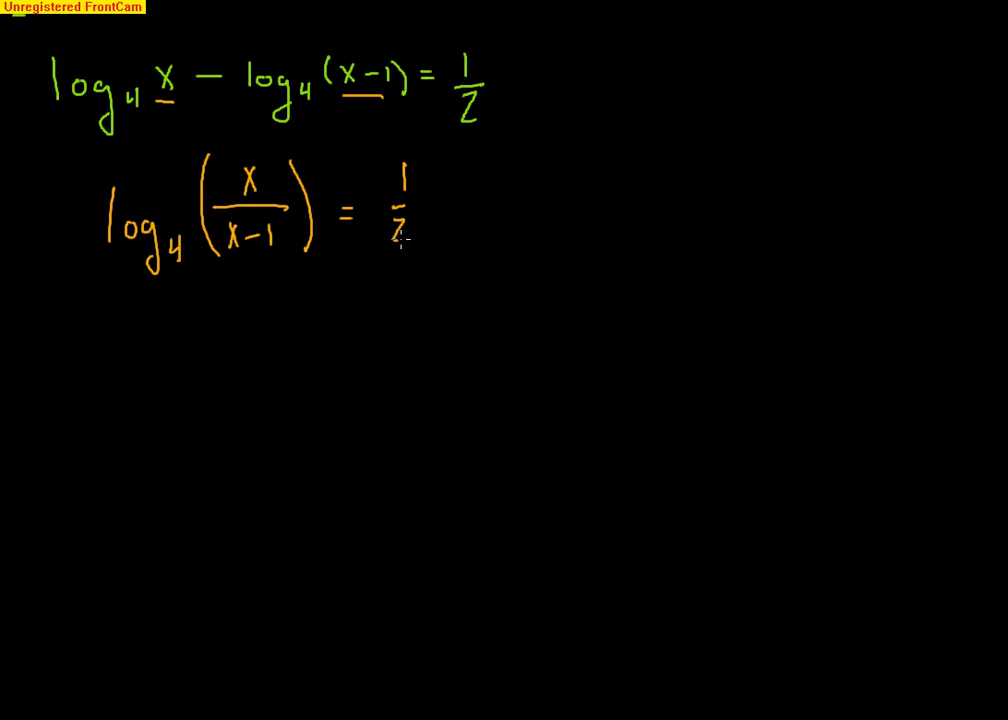 Unregistered FrontCam
log₄ x − log₄ (x−1) = 1/2
log₄ (x/(x−1)) = 1/2